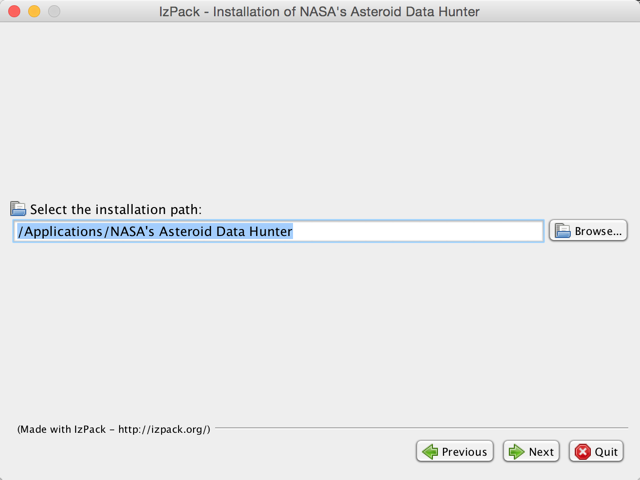 IzPack - Installation of NASA's Asteroid Data Hunter
Select the installation path:
/Applications/NASA's Asteroid Data Hunter
Browse...
(Made with IzPack - http://izpack.org/)
Previous
Next
Quit